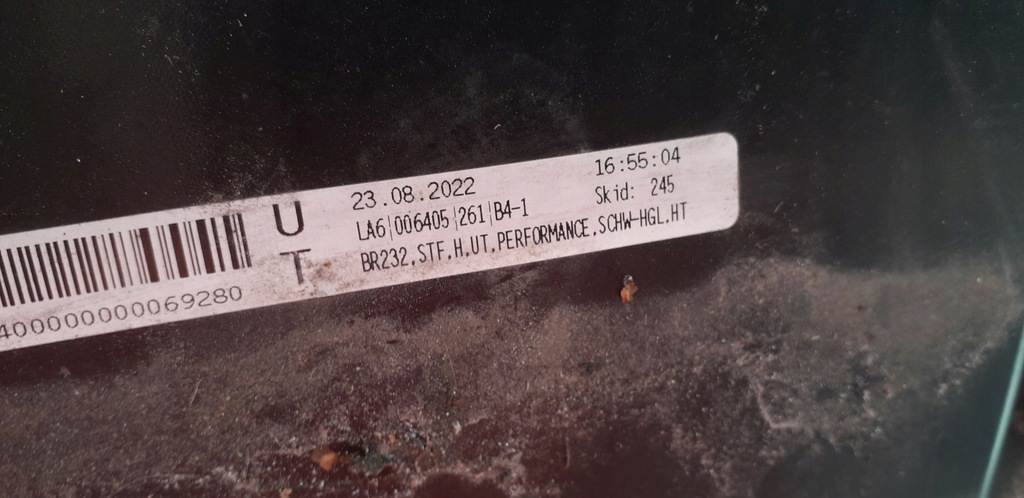 40000000000069280
U
T
23.08.2022 16:55:04
LA6|006405|261|B4-1 Skid: 245
BR232,STF,H,UT,PERFORMANCE,SCHW-HGL,HT